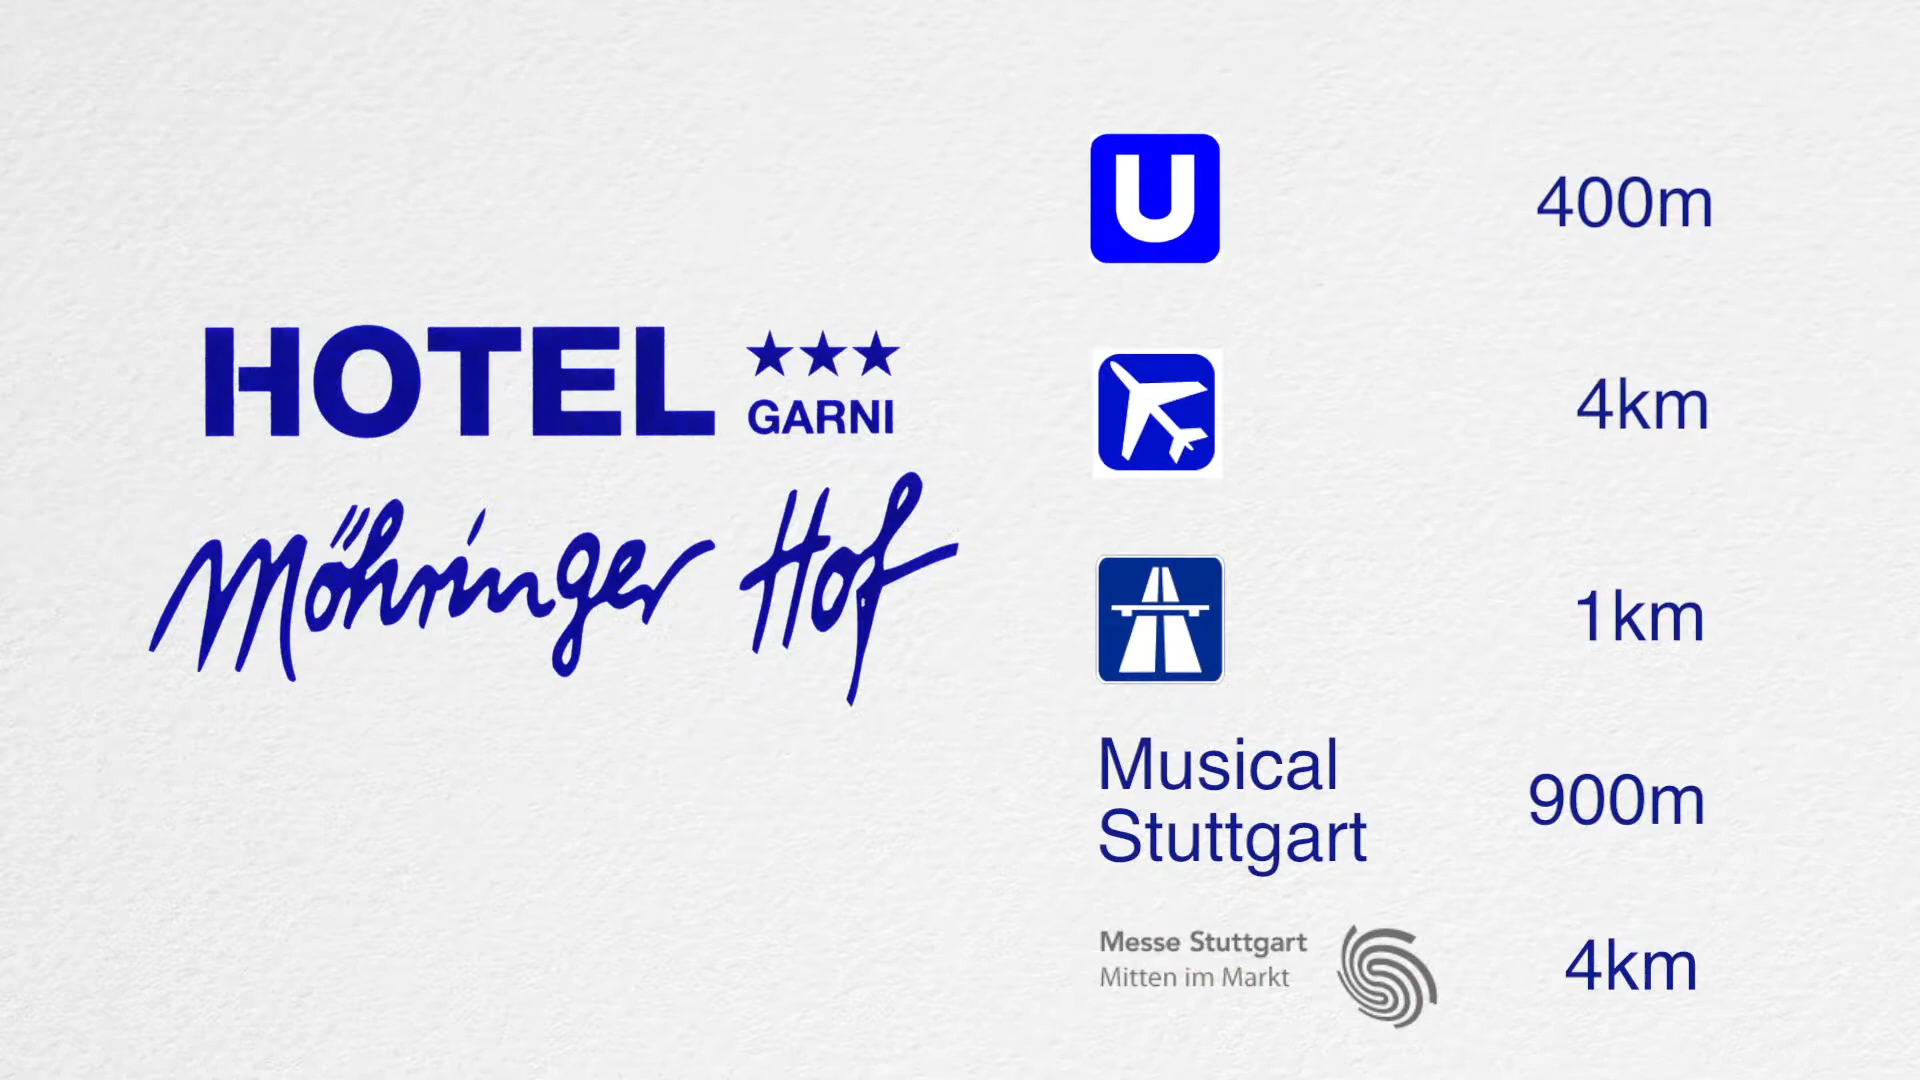 HOTEL
GARNI
Möhringer Hof
U
400m
4km
1km
Musical
Stuttgart
900m
Messe Stuttgart
Mitten im Markt
4km